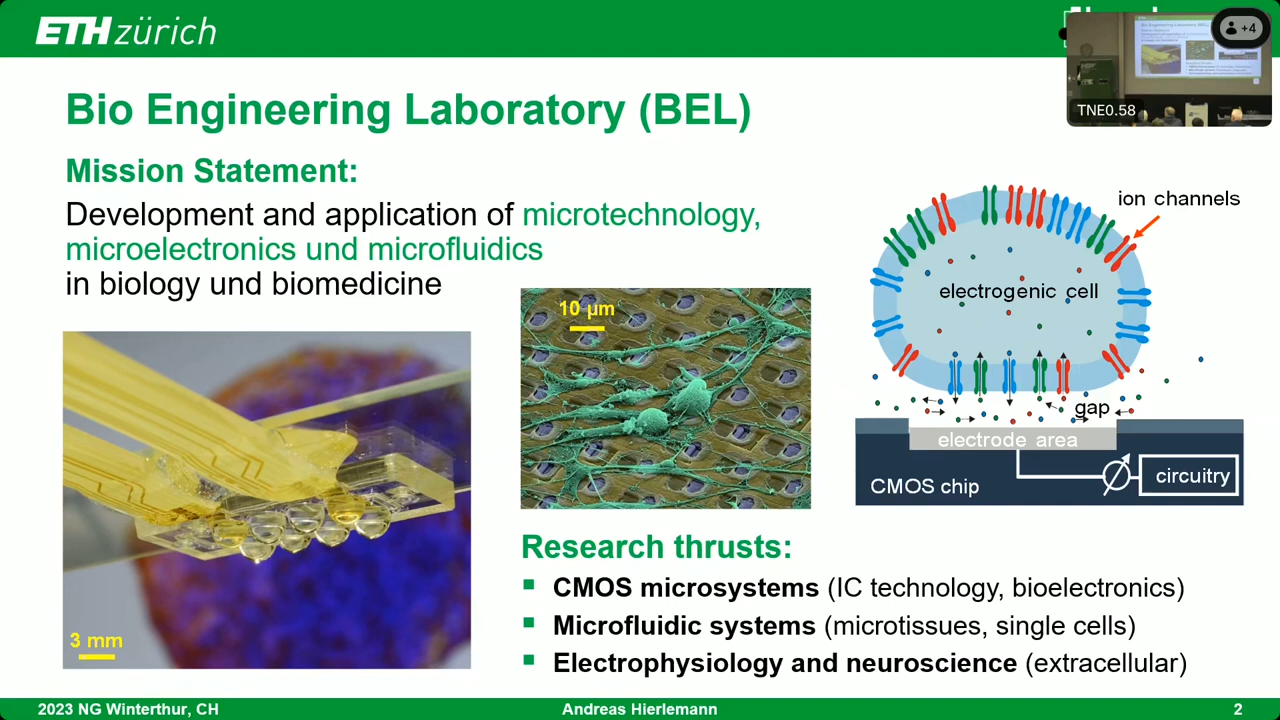 ETH zürich
+4
TNE0.58
Bio Engineering Laboratory (BEL)
Mission Statement:
Development and application of microtechnology,
microelectronics und microfluidics
in biology und biomedicine
3 mm
10 µm
ion channels
electrogenic cell
gap
electrode area
CMOS chip
circuitry
Research thrusts:
▪ CMOS microsystems (IC technology, bioelectronics)
▪ Microfluidic systems (microtissues, single cells)
▪ Electrophysiology and neuroscience (extracellular)
2023 NG Winterthur, CH
Andreas Hierlemann
2